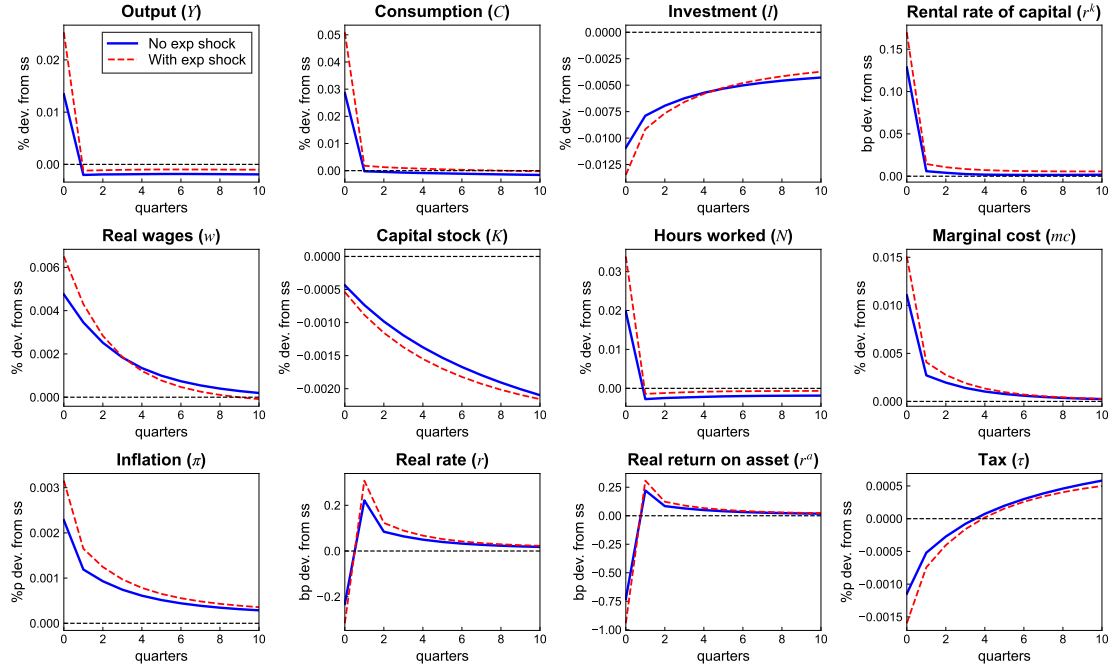 Output (Y)
Consumption (C)
Investment (I)
Rental rate of capital (r^k)
% dev. from ss
0.02
0.01
0.00
No exp shock
With exp shock
0 2 4 6 8 10
quarters
% dev. from ss
0.05
0.04
0.03
0.02
0.01
0.00
0 2 4 6 8 10
quarters
% dev. from ss
0.0000
−0.0025
−0.0050
−0.0075
−0.0100
−0.0125
0 2 4 6 8 10
quarters
bp dev. from ss
0.15
0.10
0.05
0.00
0 2 4 6 8 10
quarters
Real wages (w)
Capital stock (K)
Hours worked (N)
Marginal cost (mc)
% dev. from ss
0.006
0.004
0.002
0.000
0 2 4 6 8 10
quarters
% dev. from ss
0.0000
−0.0005
−0.0010
−0.0015
−0.0020
0 2 4 6 8 10
quarters
% dev. from ss
0.03
0.02
0.01
0.00
0 2 4 6 8 10
quarters
% dev. from ss
0.015
0.010
0.005
0.000
0 2 4 6 8 10
quarters
Inflation (π)
Real rate (r)
Real return on asset (r^a)
Tax (τ)
%p dev. from ss
0.003
0.002
0.001
0.000
0 2 4 6 8 10
quarters
bp dev. from ss
0.2
0.0
−0.2
0 2 4 6 8 10
quarters
bp dev. from ss
0.25
0.00
−0.25
−0.50
−0.75
−1.00
0 2 4 6 8 10
quarters
%p dev. from ss
0.0005
0.0000
−0.0005
−0.0010
−0.0015
0 2 4 6 8 10
quarters